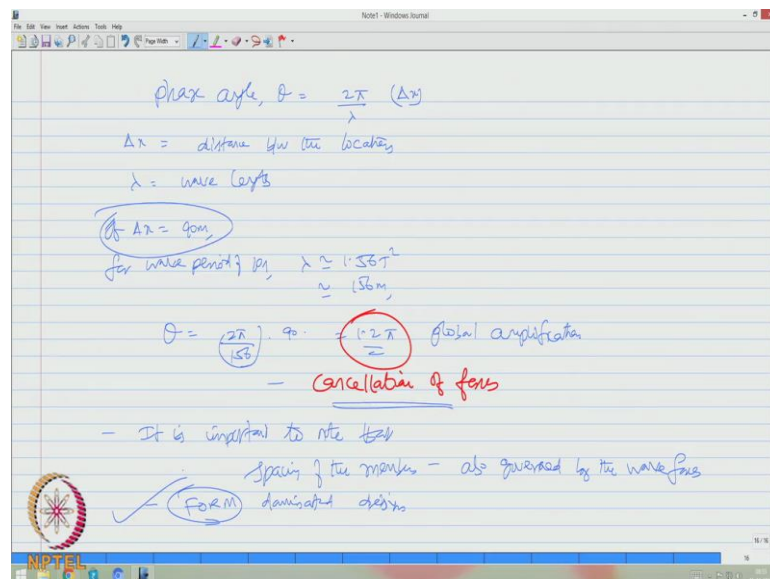 Note1 - Windows Journal
File Edit View Insert Actions Tools Help
Page Width
phase angle, θ = 2π/λ (Δx)
Δx = distance b/w the locations
λ = wave length
If Δx = 90m,
for wave period of 10s, λ ≃ 1.56T²
≃ 156m,
θ = (2π/156) . 90. = 1.2π global amplification
- Cancellation of forces
- It is important to note that
spacing of the members - also governed by the wave forces
- FORM dominated design
NPTEL
16/16
16